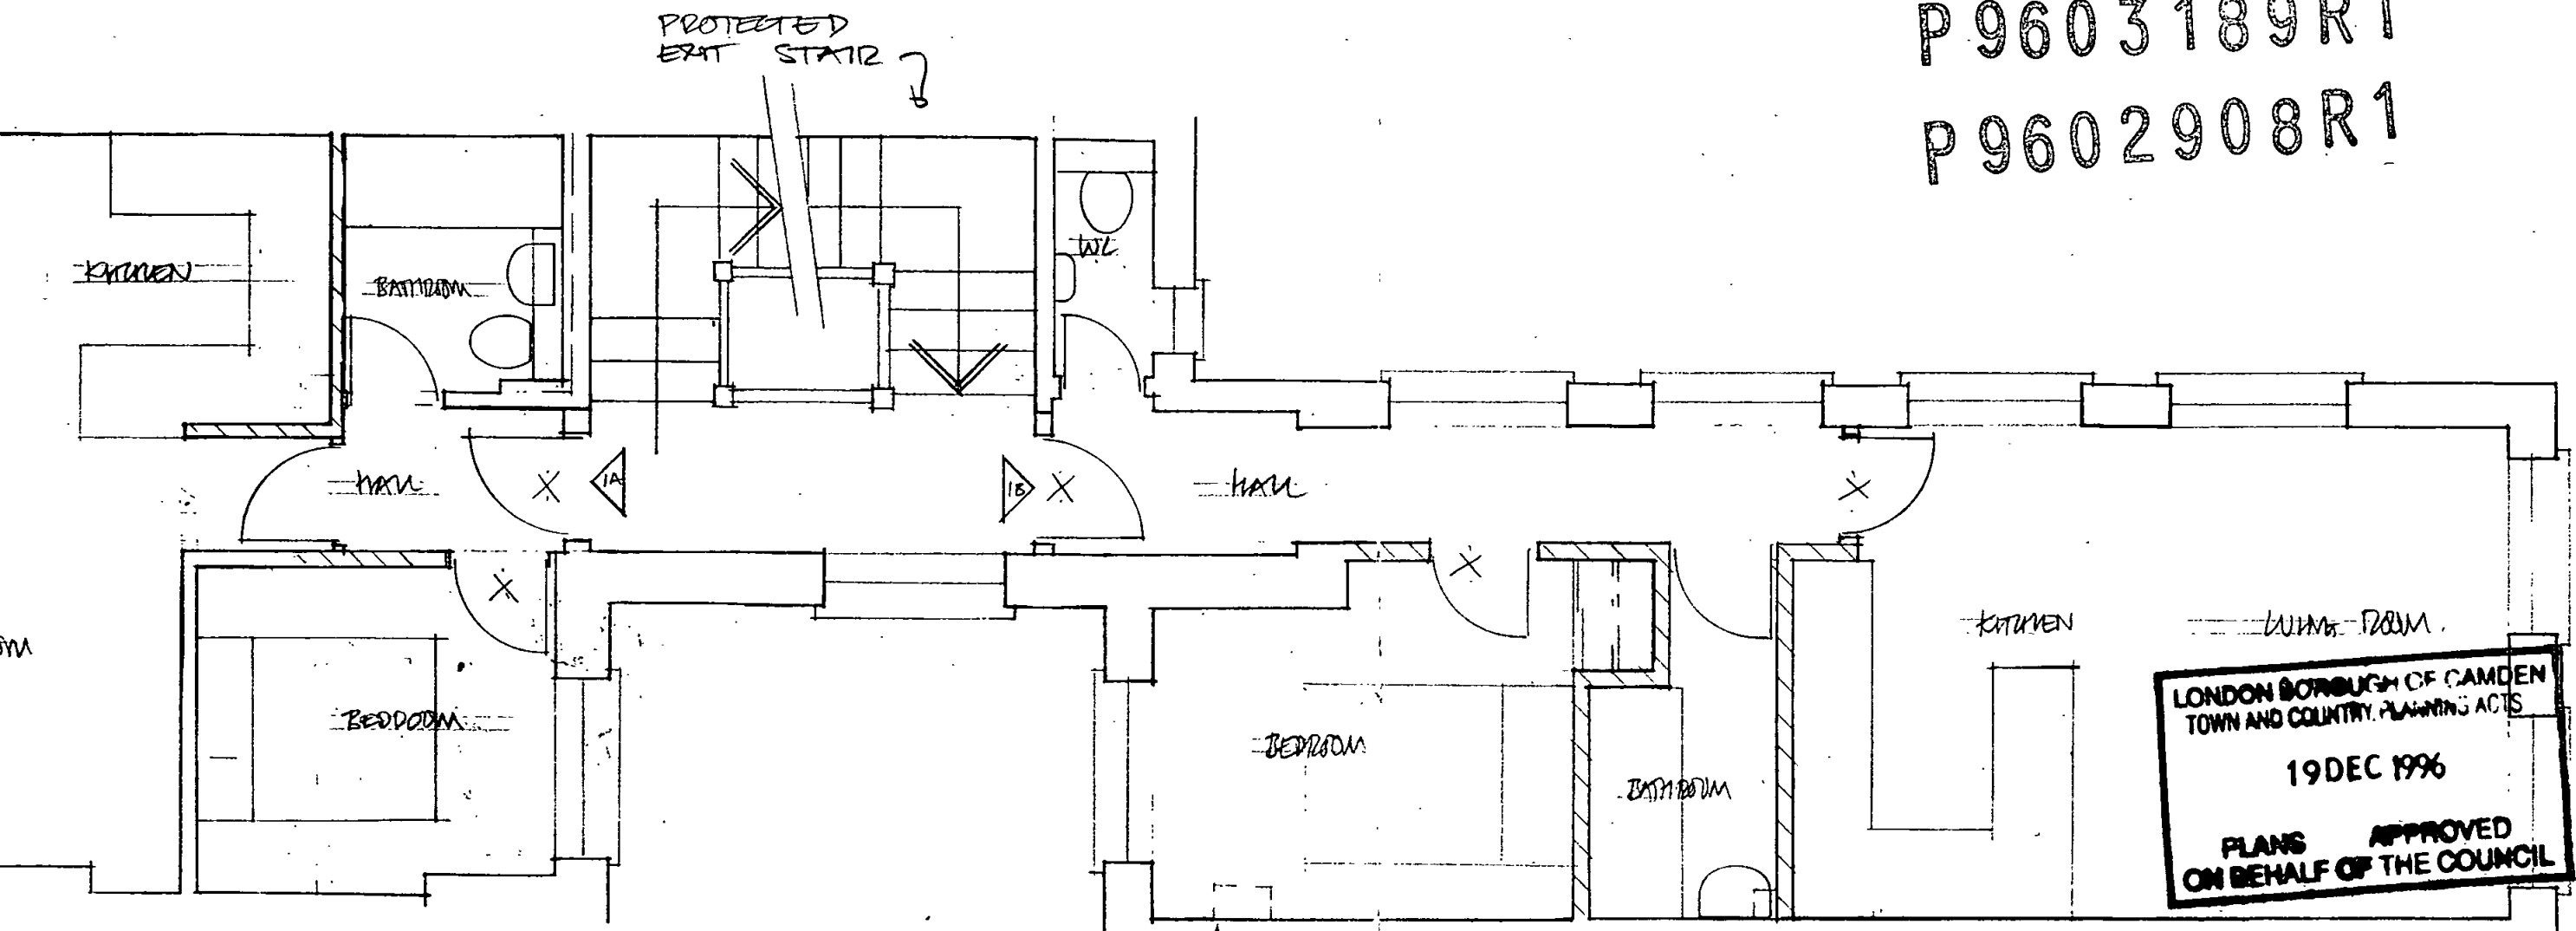 PROTECTED
EXIT STAIR
P9603189R1
P9602908R1
KITCHEN
BATHROOM
WC
HALL
1A
1B
HALL
BEDROOM
BEDROOM
BATHROOM
KITCHEN
LIVING ROOM
LONDON BOROUGH OF CAMDEN
TOWN AND COUNTRY PLANNING ACTS
19 DEC 1996
PLANS APPROVED
ON BEHALF OF THE COUNCIL